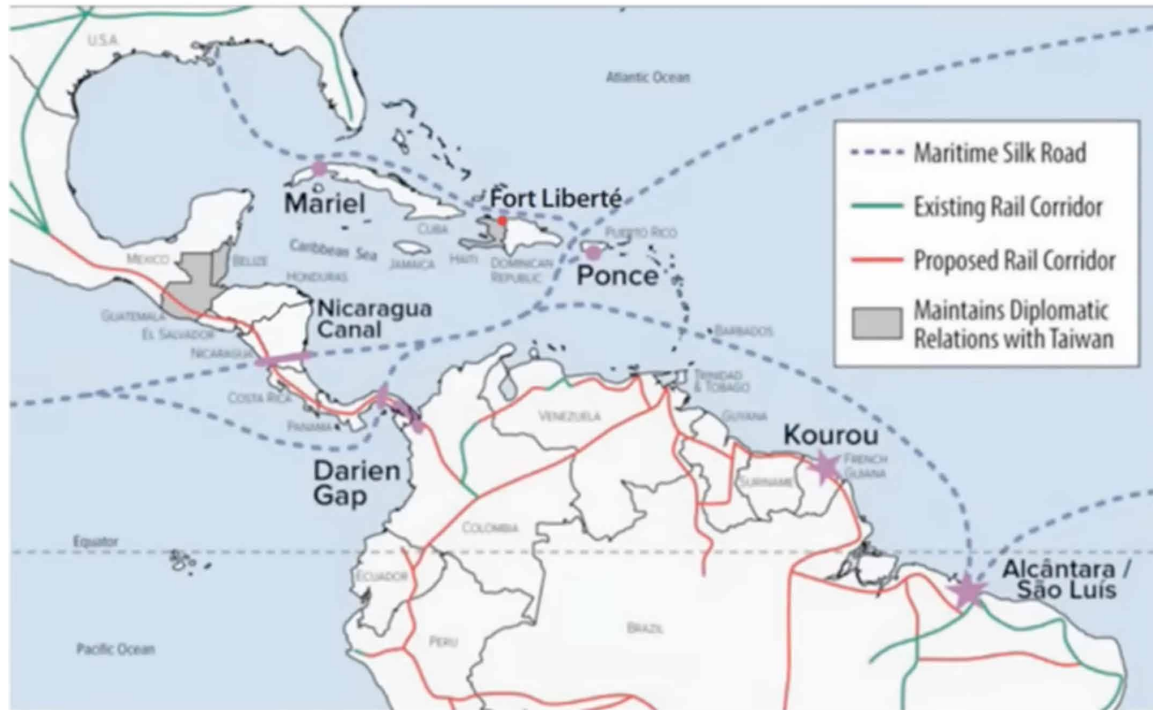 U.S.A.
Atlantic Ocean
Maritime Silk Road
Existing Rail Corridor
Proposed Rail Corridor
Maintains Diplomatic
Relations with Taiwan
Mariel
Fort Liberté
CUBA
PUERTO RICO
Caribbean Sea
JAMAICA
HAITI
DOMINICAN
REPUBLIC
Ponce
MEXICO
BELIZE
HONDURAS
GUATEMALA
EL SALVADOR
Nicaragua
Canal
NICARAGUA
BARBADOS
COSTA RICA
PANAMA
TRINIDAD
& TOBAGO
VENEZUELA
GUYANA
Darien
Gap
Kourou
FRENCH
GUIANA
SURINAME
COLOMBIA
Equator
ECUADOR
Alcântara /
São Luís
PERU
BRAZIL
Pacific Ocean